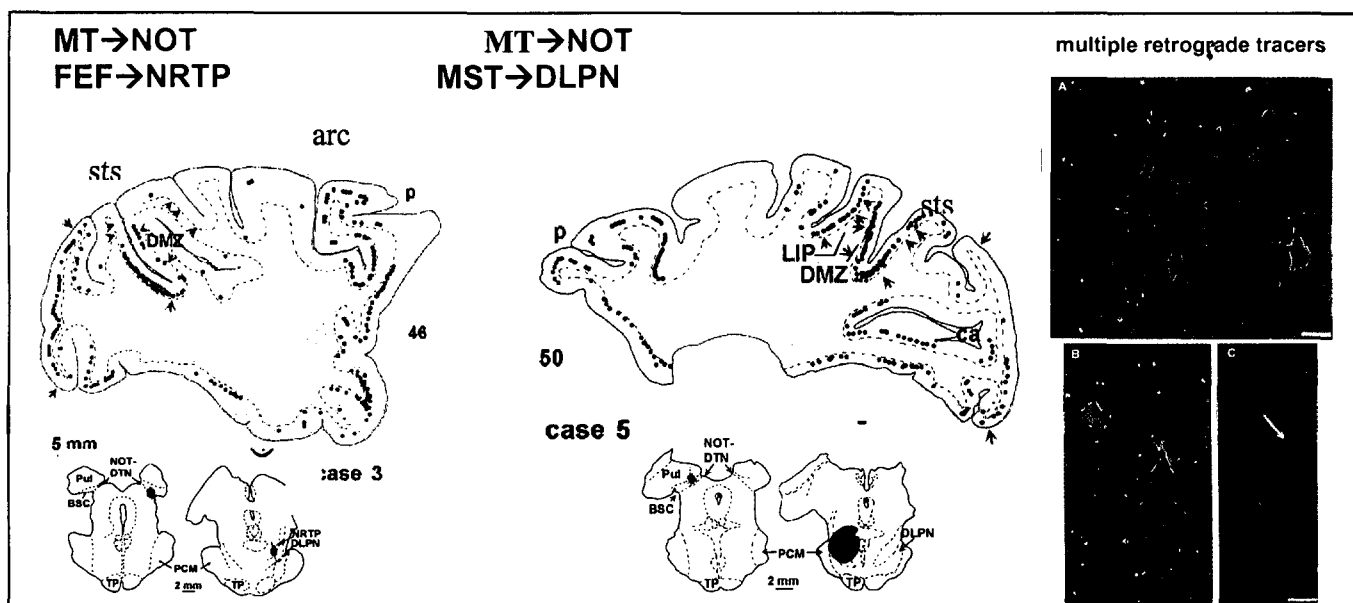 MT→NOT
FEF→NRTP
arc
sts
p
DMZ
46
5 mm
case 3
NOT-
DTN
Pul
BSC
NRTP
DLPN
PCM
TP
TP
2 mm
MT→NOT
MST→DLPN
p
sts
LIP
DMZ
ca
50
case 5
NOT-
DTN
Pul
BSC
DLPN
PCM
TP
TP
2 mm
multiple retrograde tracers
A
B
C